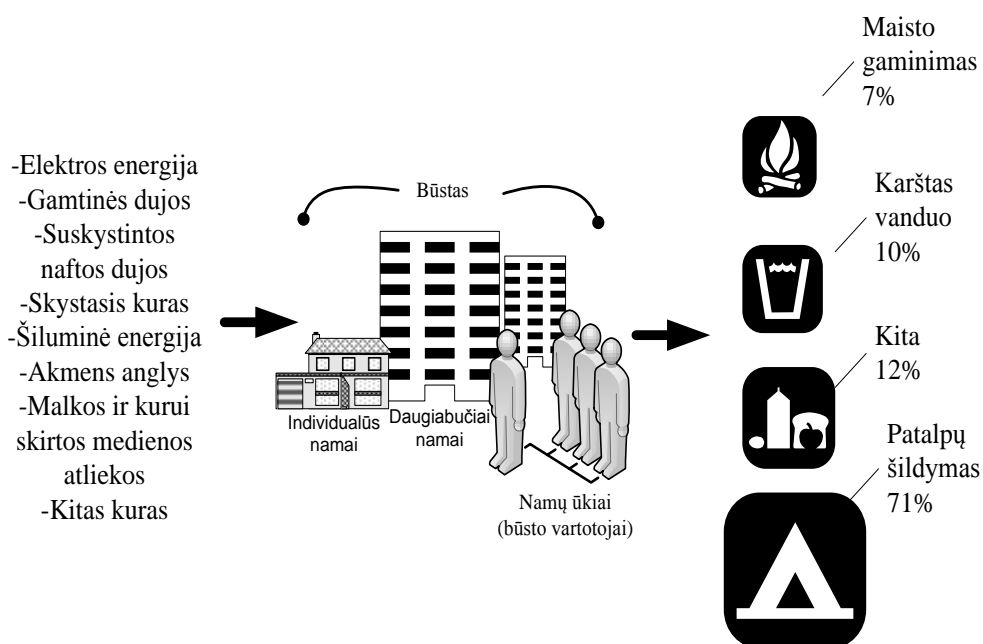 -Elektros energija
-Gamtinės dujos
-Suskystintos
naftos dujos
-Skystasis kuras
-Šiluminė energija
-Akmens anglys
-Malkos ir kurui
skirtos medienos
atliekos
-Kitas kuras
Būstas
Individualūs
namai
Daugiabučiai
namai
Namų ūkiai
(būsto vartotojai)
Maisto
gaminimas
7%
Karštas
vanduo
10%
Kita
12%
Patalpų
šildymas
71%